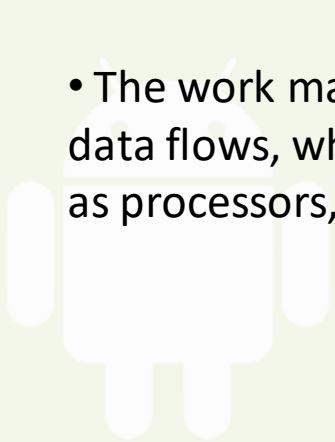 • The work ma
data flows, wh
as processors,